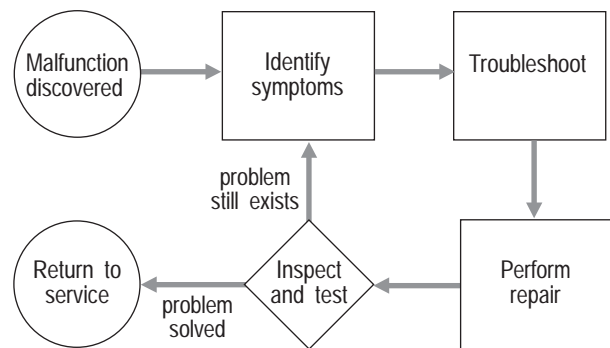 Malfunction
discovered
Identify
symptoms
Troubleshoot
problem
still exists
Return to
service
problem
solved
Inspect
and test
Perform
repair